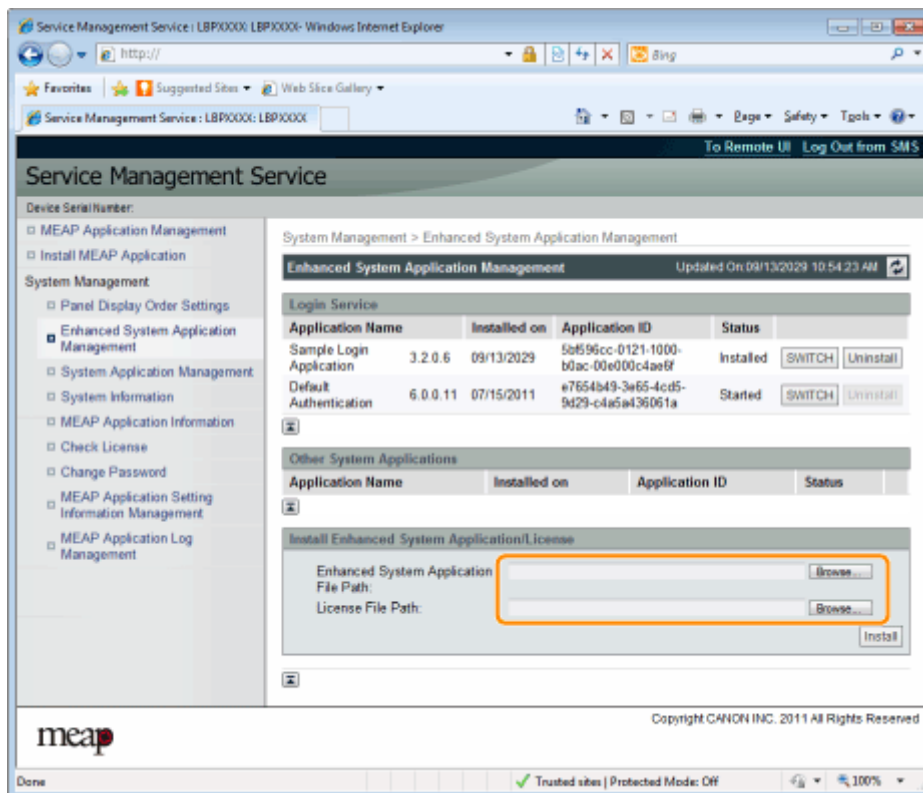 Service Management Service : LBPXXXX: LBPXXXX- Windows Internet Explorer
http://
Bing
Favorites Suggested Sites Web Slice Gallery
Service Management Service : LBPXXXX: LBPXXXX
Page Safety Tools
To Remote UI Log Out from SMS
Service Management Service
Device Serial Number:
MEAP Application Management
Install MEAP Application
System Management
Panel Display Order Settings
Enhanced System Application
Management
System Application Management
System Information
MEAP Application Information
Check License
Change Password
MEAP Application Setting
Information Management
MEAP Application Log
Management
System Management > Enhanced System Application Management
Enhanced System Application Management Updated On:09/13/2029 10:54:23 AM
Login Service
Application Name Installed on Application ID Status
Sample Login
Application 3.2.0.6 09/13/2029 5bf596cc-0121-1000-
b0ac-00e000c4ae6f Installed SWITCH Uninstall
Default
Authentication 6.0.0.11 07/15/2011 e7654b49-3e65-4cd5-
9d29-c4a5a436061a Started SWITCH Uninstall
Other System Applications
Application Name Installed on Application ID Status
Install Enhanced System Application/License
Enhanced System Application
File Path: Browse...
License File Path: Browse...
Install
Copyright CANON INC. 2011 All Rights Reserved
meap
Done Trusted sites | Protected Mode: Off 100%